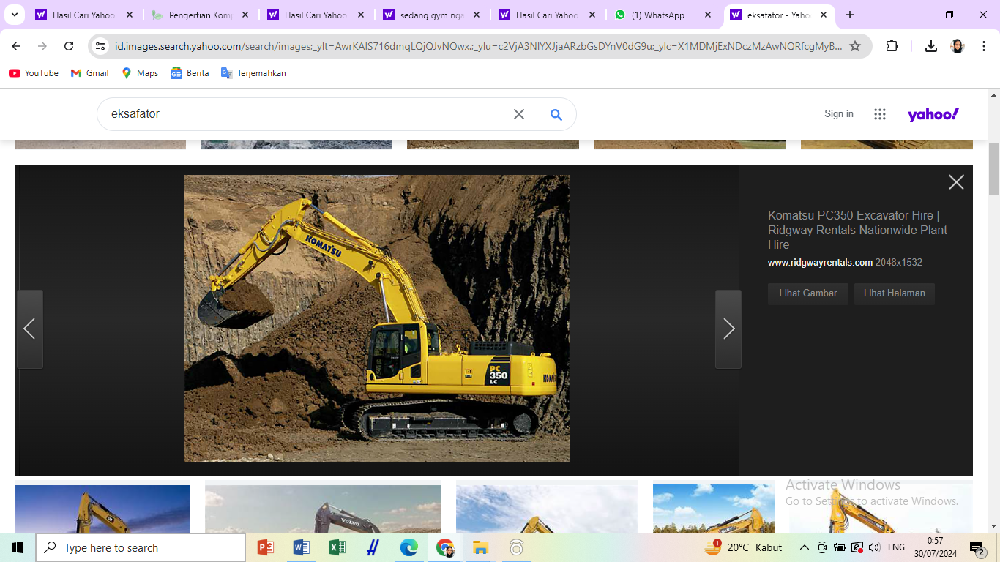 Hasil Cari Yahoo
Pengertian Komp
Hasil Cari Yahoo
sedang gym nga
Hasil Cari Yahoo
(1) WhatsApp
eksafator - Yaho
id.images.search.yahoo.com/search/images;_ylt=AwrKAIS716dmqLQjQJvNQwx.;_ylu=c2VjA3NlYXJjaARzbGsDYnV0dG9u;_ylc=X1MDMjExNDczMzAwNQRfcgMyB...
YouTube
Gmail
Maps
Berita
Terjemahkan
eksafator
Sign in
yahoo!
Komatsu PC350 Excavator Hire |
Ridgway Rentals Nationwide Plant
Hire
www.ridgwayrentals.com 2048x1532
Lihat Gambar
Lihat Halaman
KOMATSU
PC
350
LC
KOMATSU
VOLVO
Activate Windows
Go to Settings to activate Windows.
Type here to search
1
20°C Kabut
ENG
0:57
30/07/2024
2